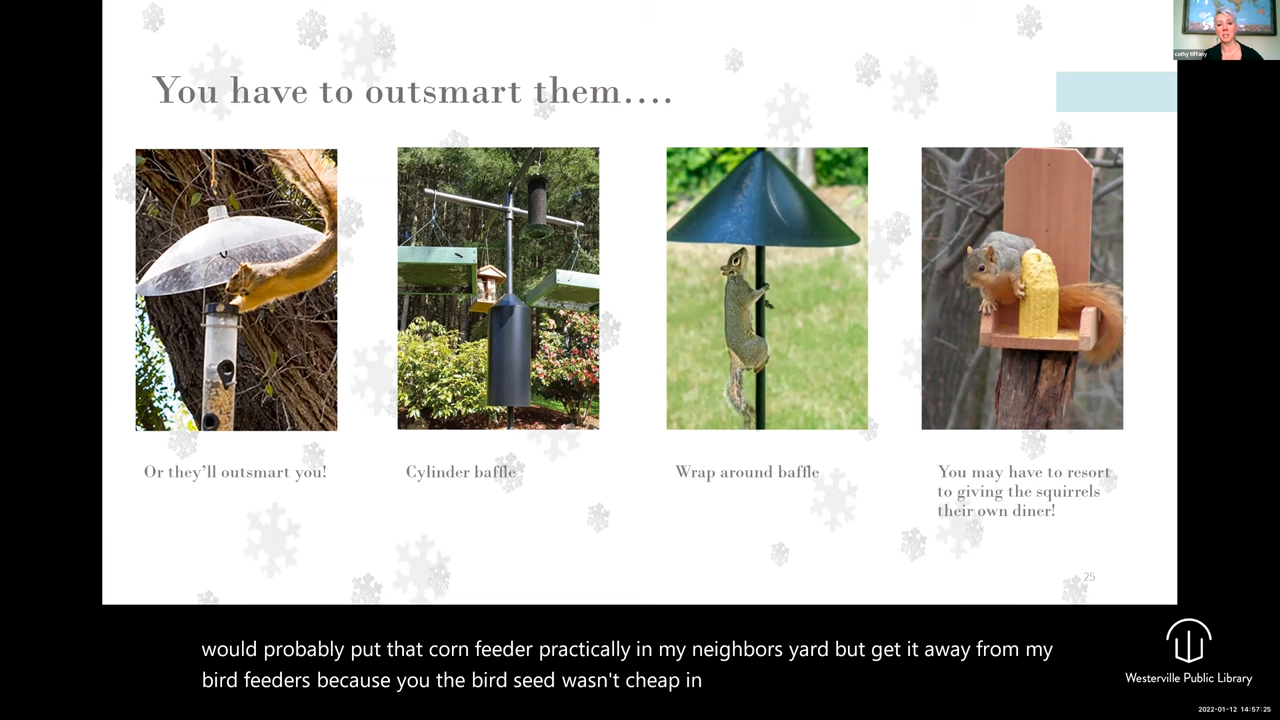 cathy tiffany
You have to outsmart them....
Or they'll outsmart you!
Cylinder baffle
Wrap around baffle
You may have to resort
to giving the squirrels
their own diner!
25
would probably put that corn feeder practically in my neighbors yard but get it away from my
bird feeders because you the bird seed wasn't cheap in
Westerville Public Library
2022-01-12 14:57:25